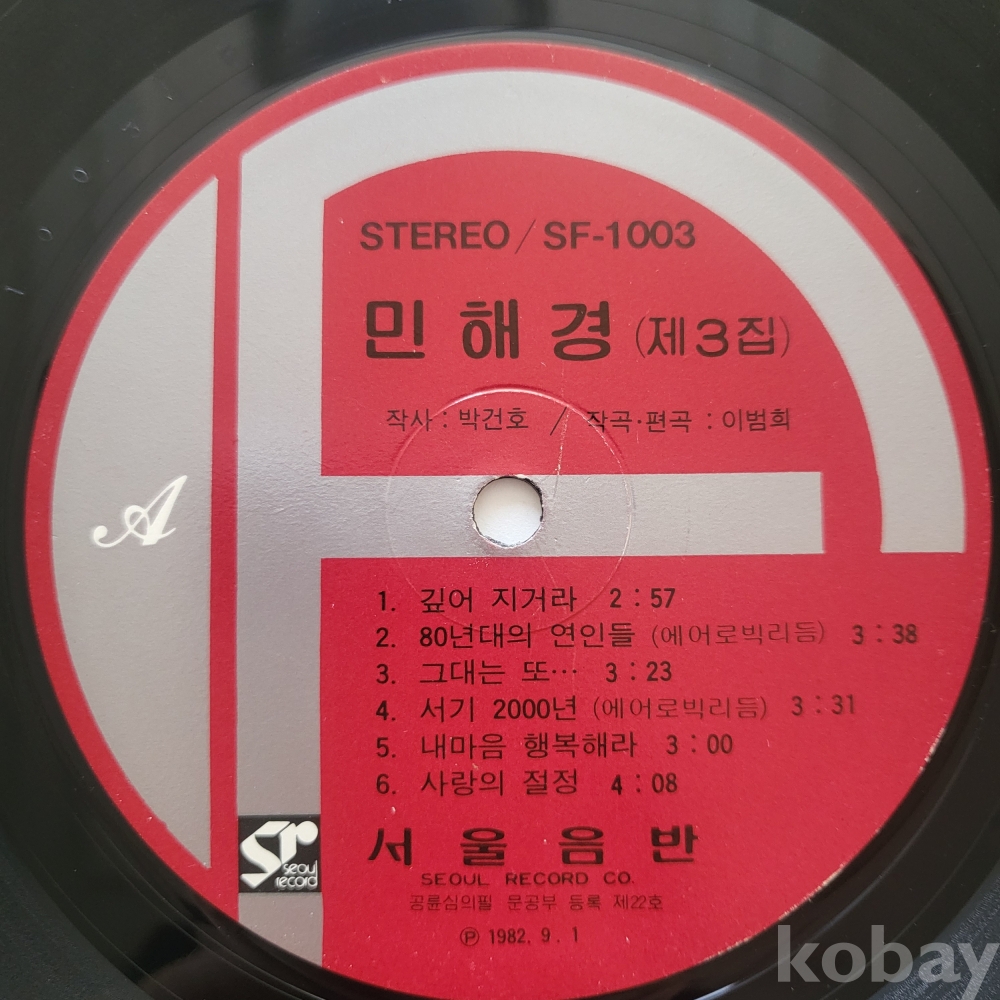 STEREO / SF-1003
민해경 (제3집)
작사 : 박건호 / 작곡·편곡 : 이범희
A
1. 깊어 지거라 2 : 57
2. 80년대의 연인들 (에어로빅리듬) 3 : 38
3. 그대는 또··· 3 : 23
4. 서기 2000년 (에어로빅리듬) 3 : 31
5. 내마음 행복해라 3 : 00
6. 사랑의 절정 4 : 08
sr
seoul
record
서울음반
SEOUL RECORD CO.
공륜심의필 문공부 등록 제22호
℗ 1982. 9. 1
kobay